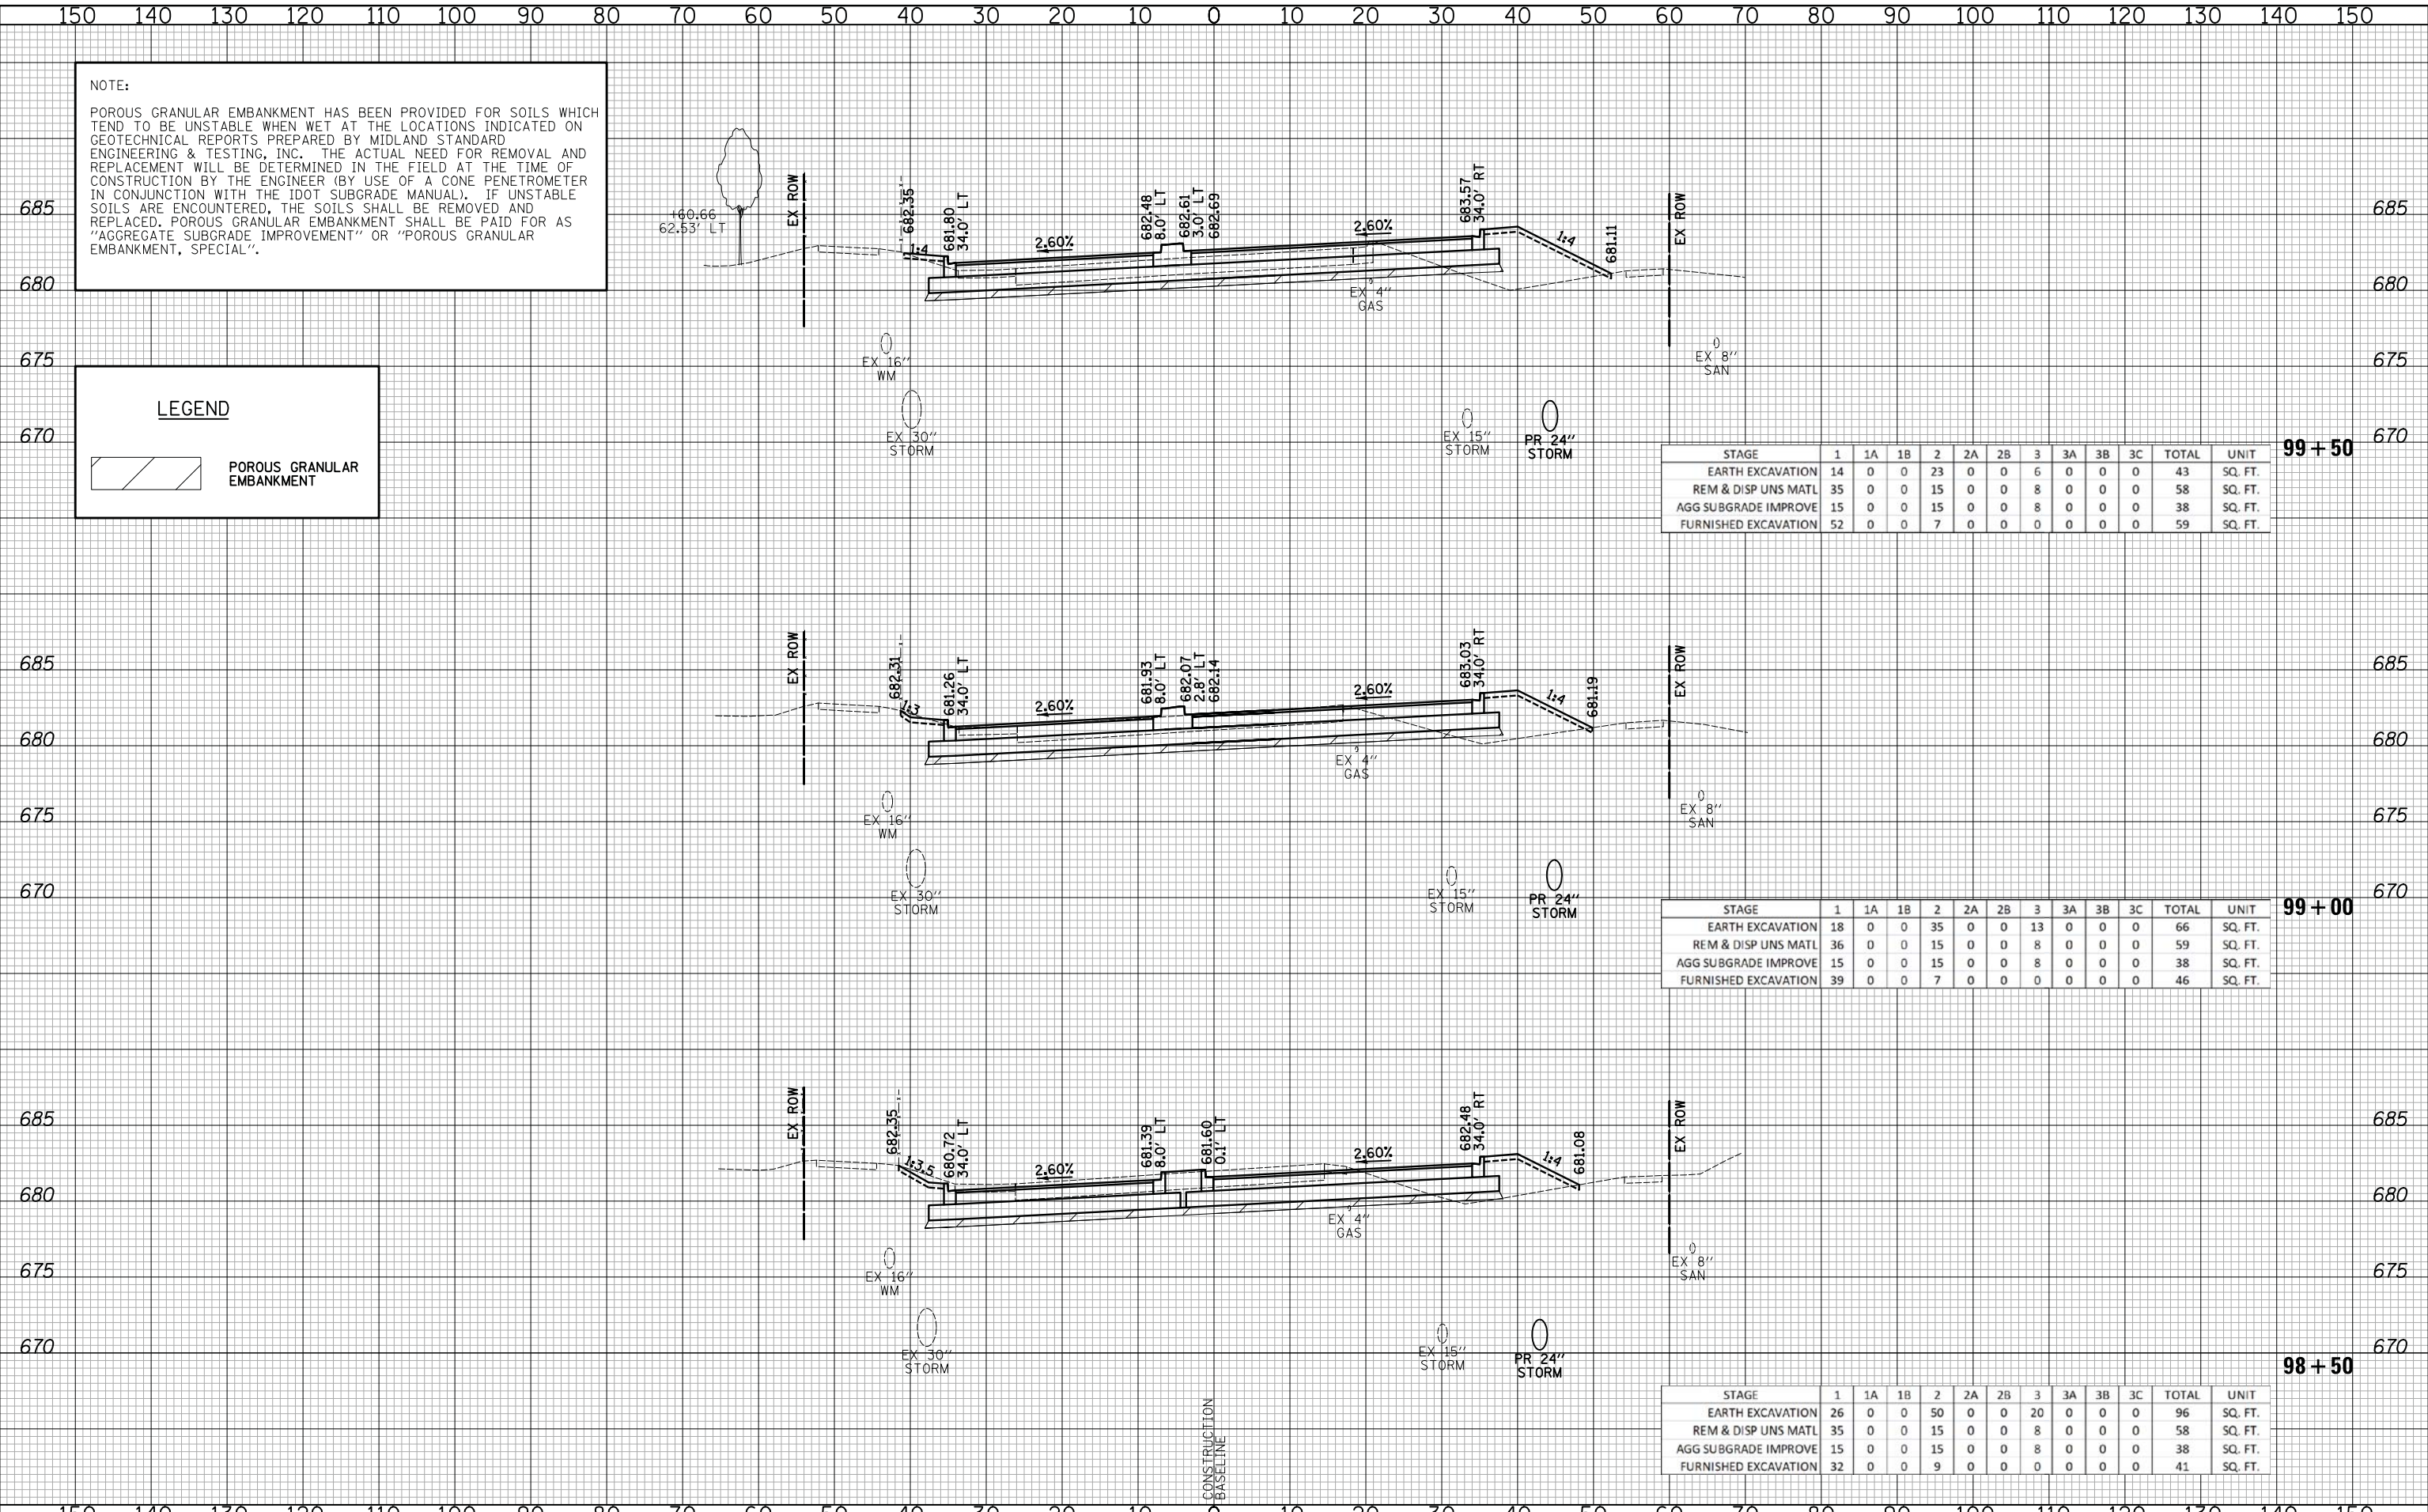 150 140 130 120 110 100 90 80 70 60 50 40 30 20 10 0 10 20 30 40 50 60 70 80 90 100 110 120 130 140 150
NOTE:
POROUS GRANULAR EMBANKMENT HAS BEEN PROVIDED FOR SOILS WHICH
TEND TO BE UNSTABLE WHEN WET AT THE LOCATIONS INDICATED ON
GEOTECHNICAL REPORTS PREPARED BY MIDLAND STANDARD
ENGINEERING & TESTING, INC. THE ACTUAL NEED FOR REMOVAL AND
REPLACEMENT WILL BE DETERMINED IN THE FIELD AT THE TIME OF
CONSTRUCTION BY THE ENGINEER (BY USE OF A CONE PENETROMETER
IN CONJUNCTION WITH THE IDOT SUBGRADE MANUAL). IF UNSTABLE
SOILS ARE ENCOUNTERED, THE SOILS SHALL BE REMOVED AND
REPLACED. POROUS GRANULAR EMBANKMENT SHALL BE PAID FOR AS
"AGGREGATE SUBGRADE IMPROVEMENT" OR "POROUS GRANULAR
EMBANKMENT, SPECIAL".
LEGEND
POROUS GRANULAR
EMBANKMENT
685
680
675
670
+60.66
62.53' LT
EX ROW
682.35
1:4
681.80
34.0' LT
2.60%
682.48
8.0' LT
682.61
3.0' LT
682.69
2.60%
683.57
34.0' RT
1:4
681.11
EX ROW
EX 4"
GAS
EX 16"
WM
EX 30"
STORM
EX 15"
STORM
PR 24"
STORM
EX 8"
SAN
685
680
675
670
99+50
STAGE 1 1A 1B 2 2A 2B 3 3A 3B 3C TOTAL UNIT
EARTH EXCAVATION 14 0 0 23 0 0 6 0 0 0 43 SQ. FT.
REM & DISP UNS MATL 35 0 0 15 0 0 8 0 0 0 58 SQ. FT.
AGG SUBGRADE IMPROVE 15 0 0 15 0 0 8 0 0 0 38 SQ. FT.
FURNISHED EXCAVATION 52 0 0 7 0 0 0 0 0 0 59 SQ. FT.
685
680
675
670
EX ROW
682.31
1:3
681.26
34.0' LT
2.60%
681.93
8.0' LT
682.07
2.8' LT
682.14
2.60%
683.03
34.0' RT
1:4
681.19
EX ROW
EX 4"
GAS
EX 16"
WM
EX 30"
STORM
EX 15"
STORM
PR 24"
STORM
EX 8"
SAN
685
680
675
670
99+00
STAGE 1 1A 1B 2 2A 2B 3 3A 3B 3C TOTAL UNIT
EARTH EXCAVATION 18 0 0 35 0 0 13 0 0 0 66 SQ. FT.
REM & DISP UNS MATL 36 0 0 15 0 0 8 0 0 0 59 SQ. FT.
AGG SUBGRADE IMPROVE 15 0 0 15 0 0 8 0 0 0 38 SQ. FT.
FURNISHED EXCAVATION 39 0 0 7 0 0 0 0 0 0 46 SQ. FT.
685
680
675
670
EX ROW
682.35
1:3.5
680.72
34.0' LT
2.60%
681.39
8.0' LT
681.60
0.1' LT
2.60%
682.48
34.0' RT
1:4
681.08
EX ROW
EX 4"
GAS
EX 16"
WM
EX 30"
STORM
EX 15"
STORM
PR 24"
STORM
EX 8"
SAN
685
680
675
670
98+50
STAGE 1 1A 1B 2 2A 2B 3 3A 3B 3C TOTAL UNIT
EARTH EXCAVATION 26 0 0 50 0 0 20 0 0 0 96 SQ. FT.
REM & DISP UNS MATL 35 0 0 15 0 0 8 0 0 0 58 SQ. FT.
AGG SUBGRADE IMPROVE 15 0 0 15 0 0 8 0 0 0 38 SQ. FT.
FURNISHED EXCAVATION 32 0 0 9 0 0 0 0 0 0 41 SQ. FT.
CONSTRUCTION
BASELINE
150 140 130 120 110 100 90 80 70 60 50 40 30 20 10 0 10 20 30 40 50 60 70 80 90 100 110 120 130 140 150